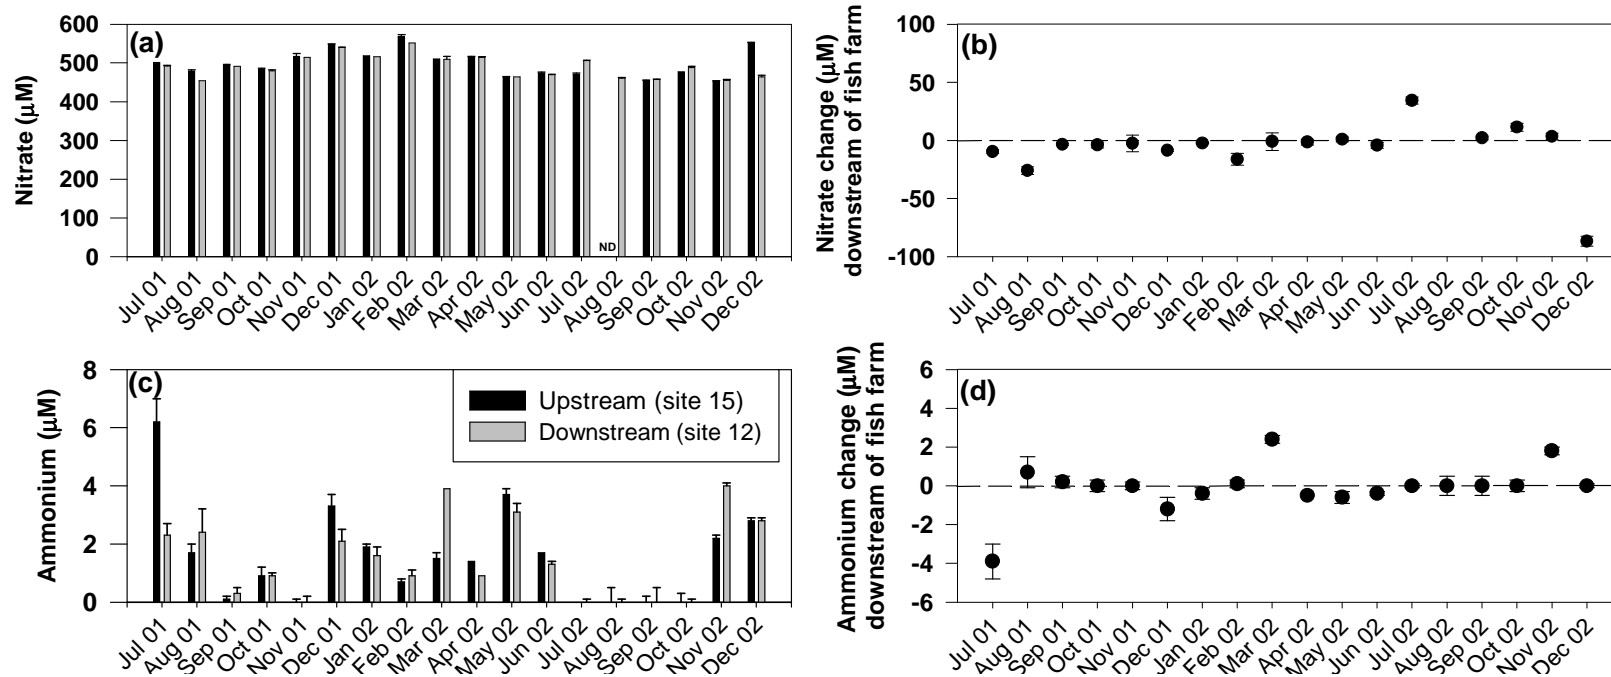 (a)
Nitrate (μM)
600
500
400
300
200
100
0
ND
Jul 01
Aug 01
Sep 01
Oct 01
Nov 01
Dec 01
Jan 02
Feb 02
Mar 02
Apr 02
May 02
Jun 02
Jul 02
Aug 02
Sep 02
Oct 02
Nov 02
Dec 02
(b)
Nitrate change (μM)
downstream of fish farm
100
50
0
-50
-100
Jul 01
Aug 01
Sep 01
Oct 01
Nov 01
Dec 01
Jan 02
Feb 02
Mar 02
Apr 02
May 02
Jun 02
Jul 02
Aug 02
Sep 02
Oct 02
Nov 02
Dec 02
(c)
Ammonium (μM)
8
6
4
2
0
Upstream (site 15)
Downstream (site 12)
Jul 01
Aug 01
Sep 01
Oct 01
Nov 01
Dec 01
Jan 02
Feb 02
Mar 02
Apr 02
May 02
Jun 02
Jul 02
Aug 02
Sep 02
Oct 02
Nov 02
Dec 02
(d)
Ammonium change (μM)
downstream of fish farm
6
4
2
0
-2
-4
-6
Jul 01
Aug 01
Sep 01
Oct 01
Nov 01
Dec 01
Jan 02
Feb 02
Mar 02
Apr 02
May 02
Jun 02
Jul 02
Aug 02
Sep 02
Oct 02
Nov 02
Dec 02